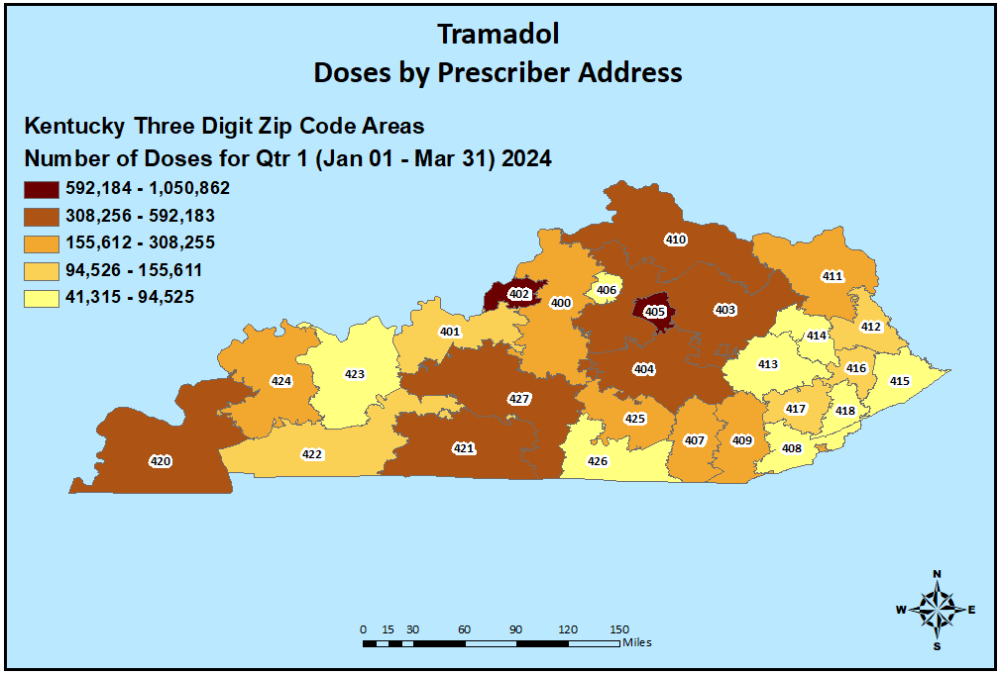 Tramadol
Doses by Prescriber Address
Kentucky Three Digit Zip Code Areas
Number of Doses for Qtr 1 (Jan 01 - Mar 31) 2024
592,184 - 1,050,862
308,256 - 592,183
155,612 - 308,255
94,526 - 155,611
41,315 - 94,525
410
411
406
402
400
405
403
412
401
414
413
416
404
415
423
424
427
417
418
425
407
409
408
421
422
420
426
N
W E
S
0 15 30 60 90 120 150
Miles